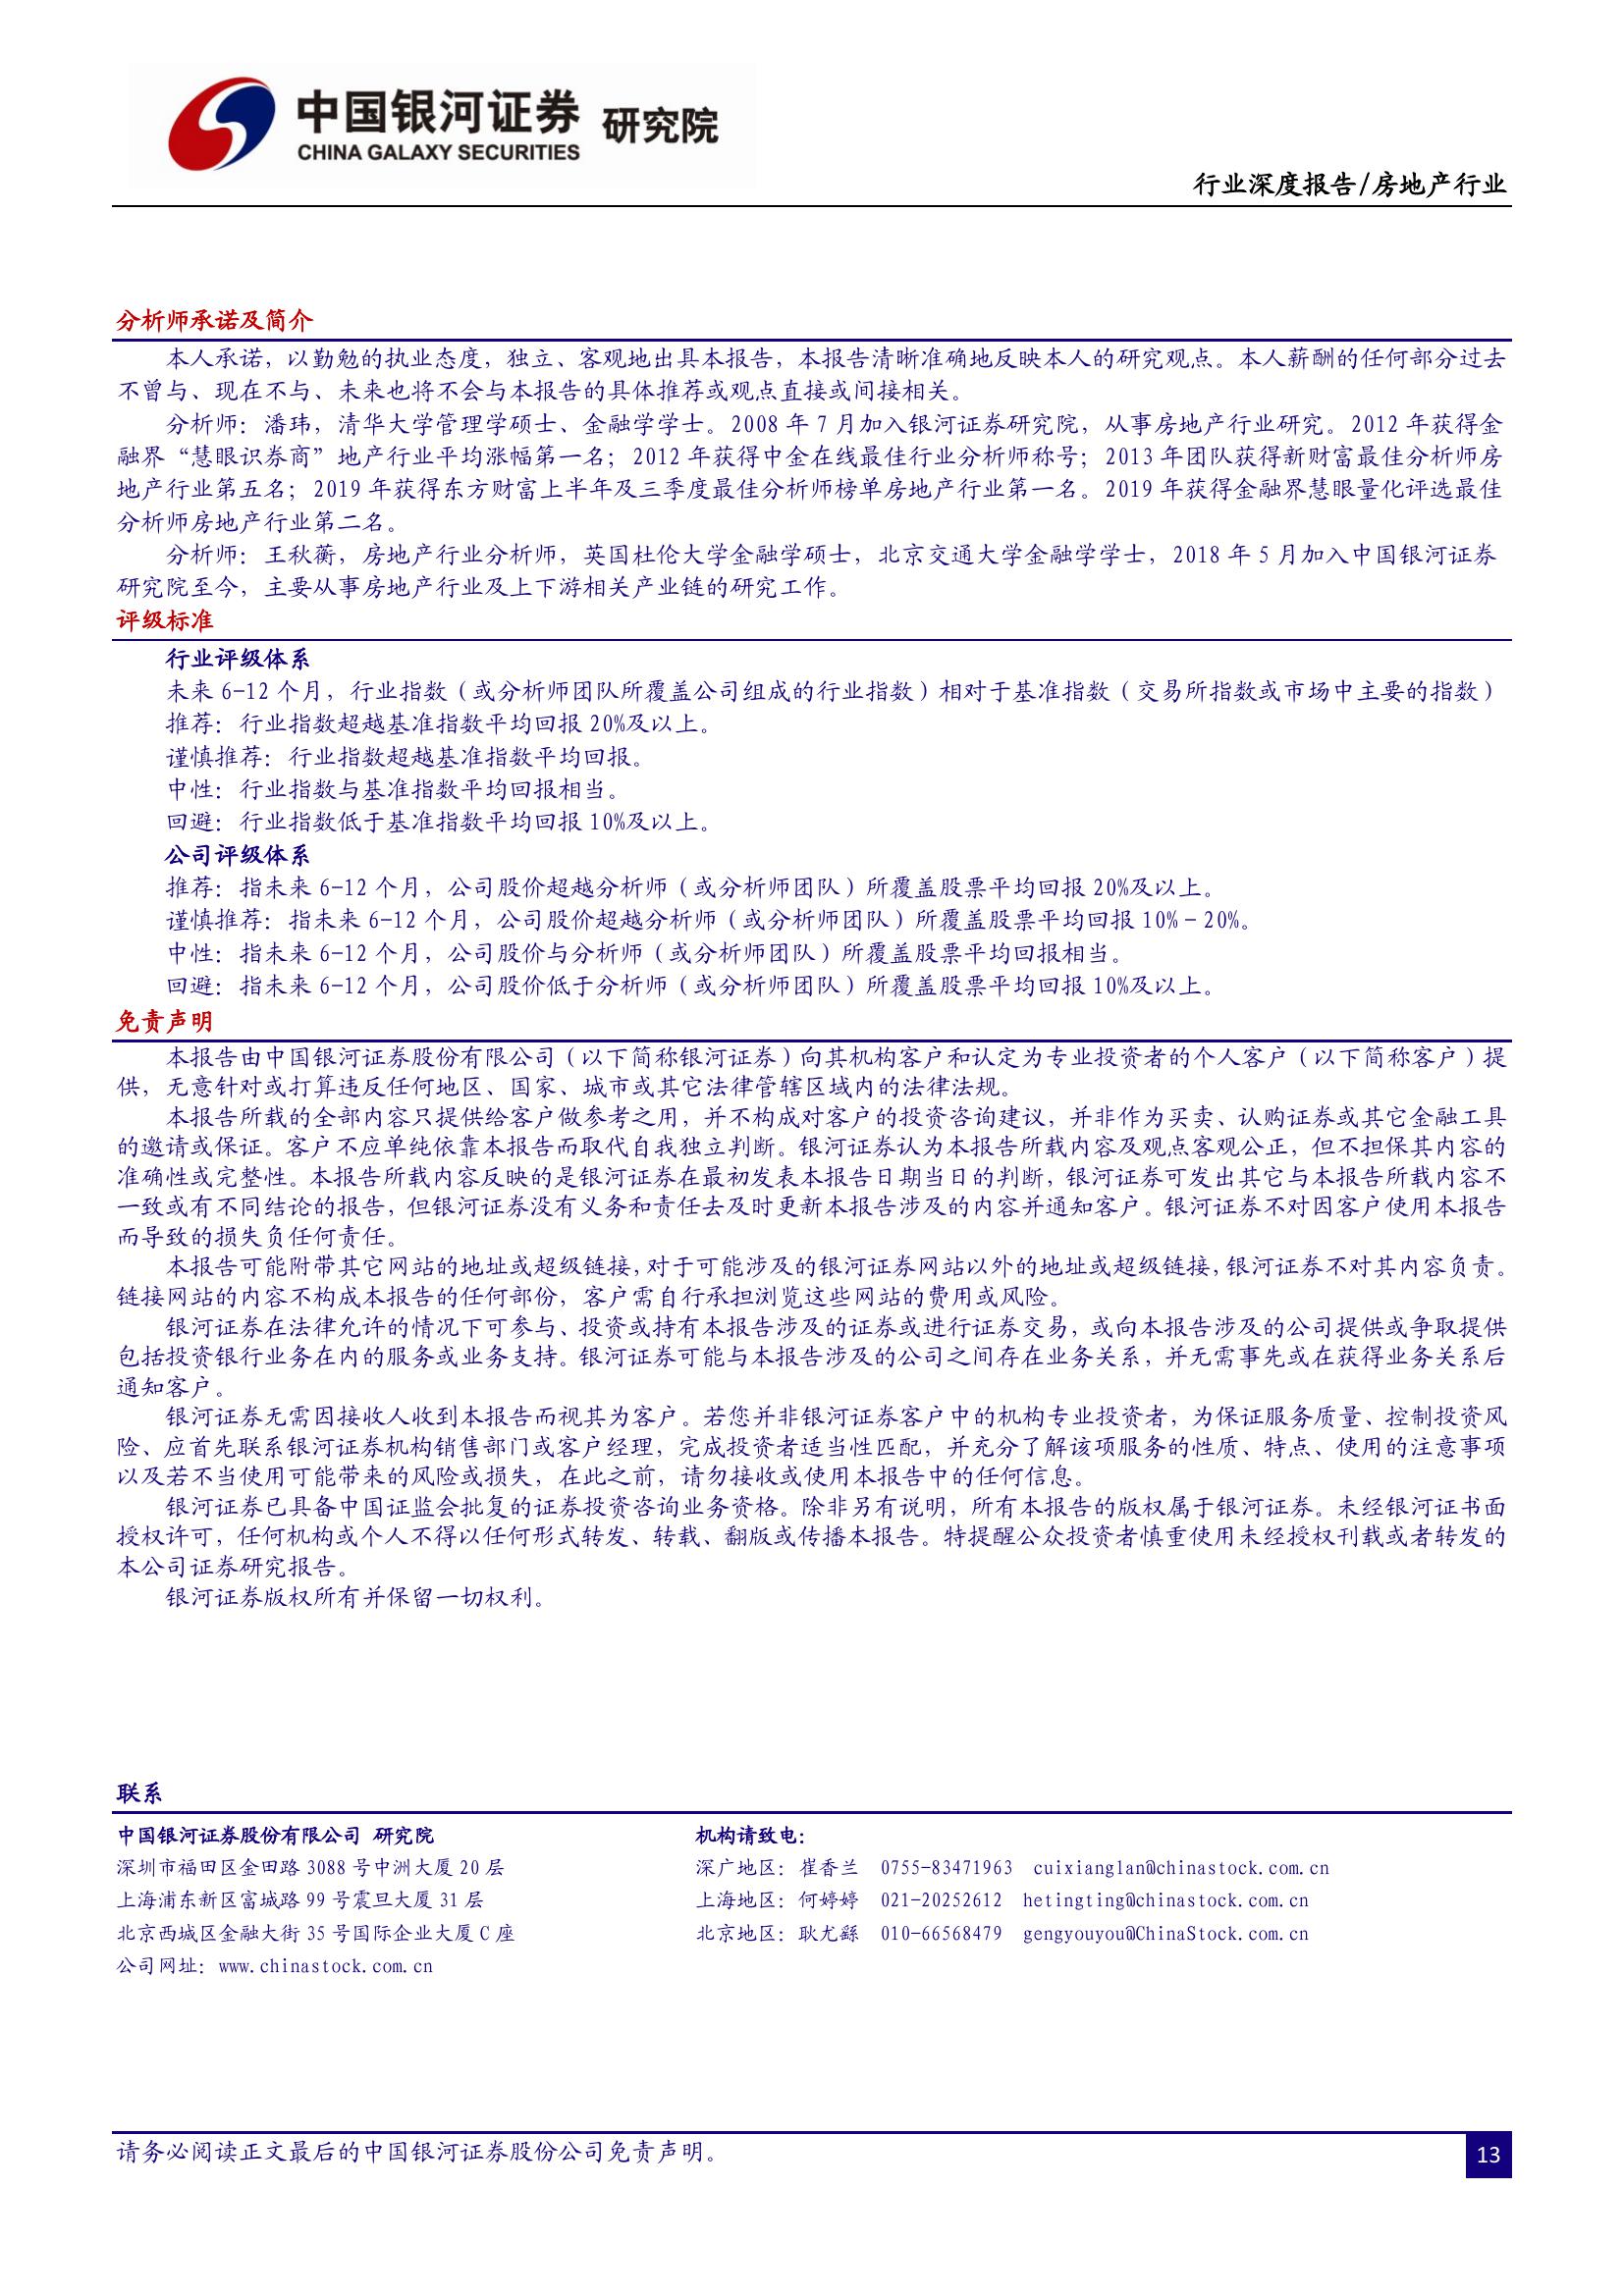 中国银河证券 研究院
CHINA GALAXY SECURITIES
行业深度报告/房地产行业
分析师承诺及简介
本人承诺，以勤勉的执业态度，独立、客观地出具本报告，本报告清晰准确地反映本人的研究观点。本人薪酬的任何部分过去
不曾与、现在不与、未来也将不会与本报告的具体推荐或观点直接或间接相关。
分析师：潘玮，清华大学管理学硕士、金融学学士。2008 年 7 月加入银河证券研究院，从事房地产行业研究。2012 年获得金
融界“慧眼识券商”地产行业平均涨幅第一名；2012 年获得中金在线最佳行业分析师称号；2013 年团队获得新财富最佳分析师房
地产行业第五名；2019 年获得东方财富上半年及三季度最佳分析师榜单房地产行业第一名。2019 年获得金融界慧眼量化评选最佳
分析师房地产行业第二名。
分析师：王秋蘅，房地产行业分析师，英国杜伦大学金融学硕士，北京交通大学金融学学士，2018 年 5 月加入中国银河证券
研究院至今，主要从事房地产行业及上下游相关产业链的研究工作。
评级标准
行业评级体系
未来 6-12 个月，行业指数（或分析师团队所覆盖公司组成的行业指数）相对于基准指数（交易所指数或市场中主要的指数）
推荐：行业指数超越基准指数平均回报 20%及以上。
谨慎推荐：行业指数超越基准指数平均回报。
中性：行业指数与基准指数平均回报相当。
回避：行业指数低于基准指数平均回报 10%及以上。
公司评级体系
推荐：指未来 6-12 个月，公司股价超越分析师（或分析师团队）所覆盖股票平均回报 20%及以上。
谨慎推荐：指未来 6-12 个月，公司股价超越分析师（或分析师团队）所覆盖股票平均回报 10%－20%。
中性：指未来 6-12 个月，公司股价与分析师（或分析师团队）所覆盖股票平均回报相当。
回避：指未来 6-12 个月，公司股价低于分析师（或分析师团队）所覆盖股票平均回报 10%及以上。
免责声明
本报告由中国银河证券股份有限公司（以下简称银河证券）向其机构客户和认定为专业投资者的个人客户（以下简称客户）提
供，无意针对或打算违反任何地区、国家、城市或其它法律管辖区域内的法律法规。
本报告所载的全部内容只提供给客户做参考之用，并不构成对客户的投资咨询建议，并非作为买卖、认购证券或其它金融工具
的邀请或保证。客户不应单纯依靠本报告而取代自我独立判断。银河证券认为本报告所载内容及观点客观公正，但不担保其内容的
准确性或完整性。本报告所载内容反映的是银河证券在最初发表本报告日期当日的判断，银河证券可发出其它与本报告所载内容不
一致或有不同结论的报告，但银河证券没有义务和责任去及时更新本报告涉及的内容并通知客户。银河证券不对因客户使用本报告
而导致的损失负任何责任。
本报告可能附带其它网站的地址或超级链接，对于可能涉及的银河证券网站以外的地址或超级链接，银河证券不对其内容负责。
链接网站的内容不构成本报告的任何部份，客户需自行承担浏览这些网站的费用或风险。
银河证券在法律允许的情况下可参与、投资或持有本报告涉及的证券或进行证券交易，或向本报告涉及的公司提供或争取提供
包括投资银行业务在内的服务或业务支持。银河证券可能与本报告涉及的公司之间存在业务关系，并无需事先或在获得业务关系后
通知客户。
银河证券无需因接收人收到本报告而视其为客户。若您并非银河证券客户中的机构专业投资者，为保证服务质量、控制投资风
险、应首先联系银河证券机构销售部门或客户经理，完成投资者适当性匹配，并充分了解该项服务的性质、特点、使用的注意事项
以及若不当使用可能带来的风险或损失，在此之前，请勿接收或使用本报告中的任何信息。
银河证券已具备中国证监会批复的证券投资咨询业务资格。除非另有说明，所有本报告的版权属于银河证券。未经银河证书面
授权许可，任何机构或个人不得以任何形式转发、转载、翻版或传播本报告。特提醒公众投资者慎重使用未经授权刊载或者转发的
本公司证券研究报告。
银河证券版权所有并保留一切权利。
联系
中国银河证券股份有限公司 研究院 机构请致电：
深圳市福田区金田路 3088 号中洲大厦 20 层 深广地区：崔香兰 0755-83471963 cuixianglan@chinastock.com.cn
上海浦东新区富城路 99 号震旦大厦 31 层 上海地区：何婷婷 021-20252612 hetingting@chinastock.com.cn
北京西城区金融大街 35 号国际企业大厦 C 座 北京地区：耿尤繇 010-66568479 gengyouyou@ChinaStock.com.cn
公司网址：www.chinastock.com.cn
请务必阅读正文最后的中国银河证券股份公司免责声明。
13